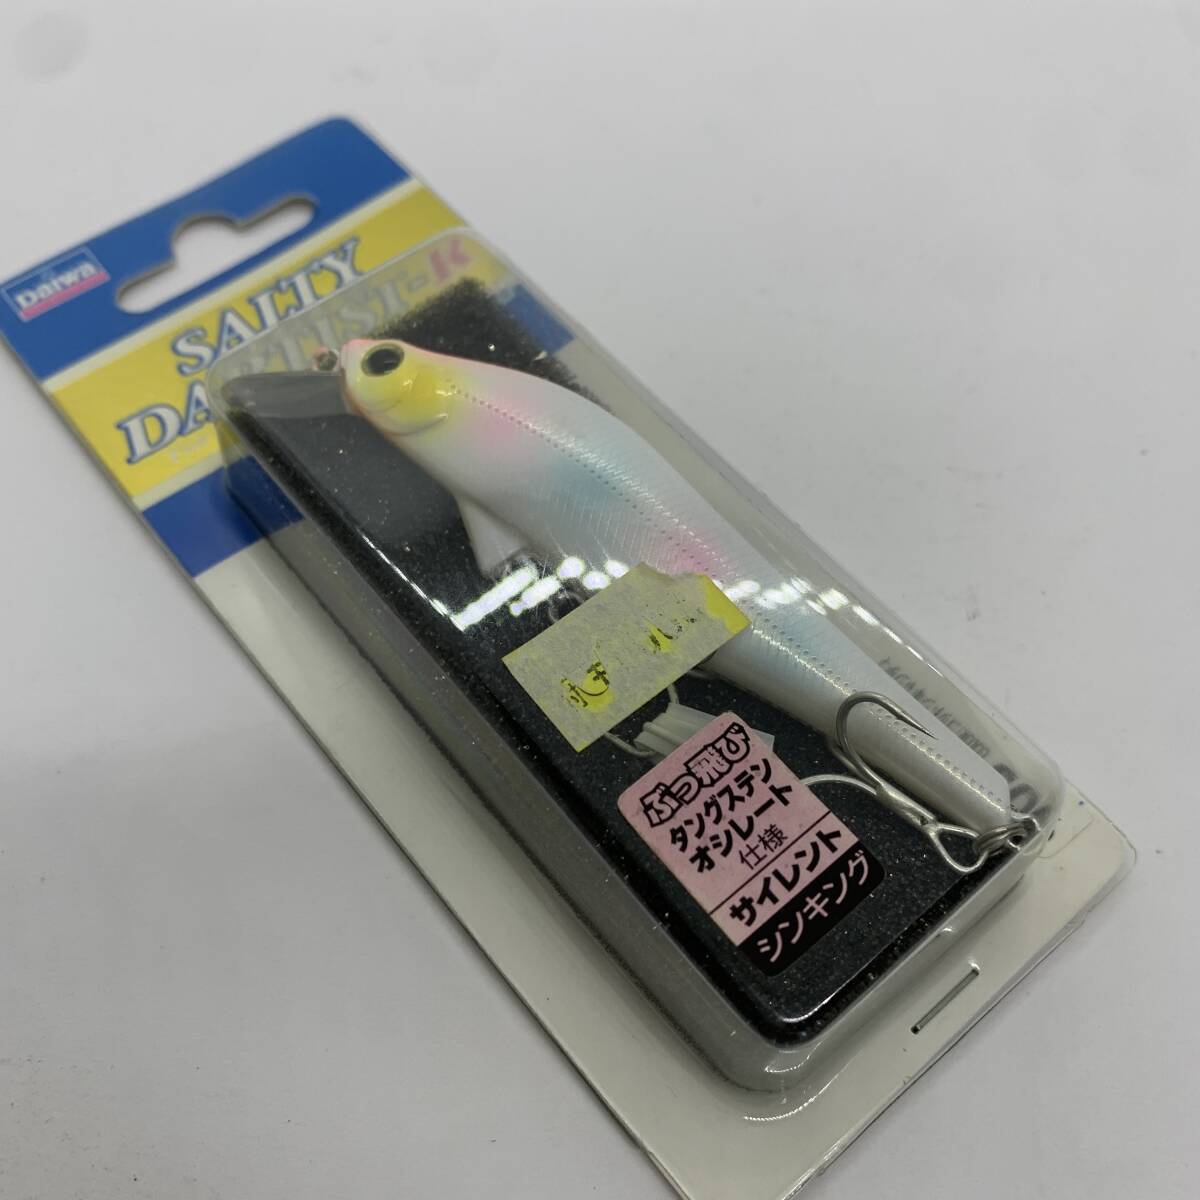 Daiwa
SALTY
DARTIST-R
ぶっ飛び
タングステン
オシレート
仕様
サイレント
シンキング